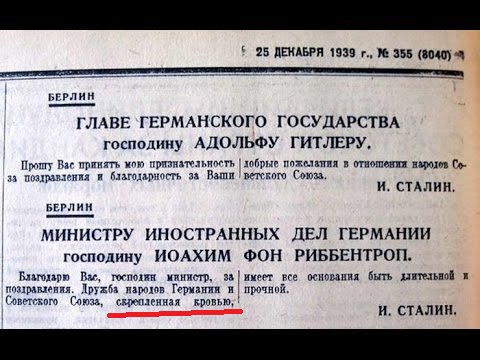 25 ДЕКАБРЯ 1939 г., № 355 (8040)
БЕРЛИН
ГЛАВЕ ГЕРМАНСКОГО ГОСУДАРСТВА
господину АДОЛЬФУ ГИТЛЕРУ.
Прошу Вас принять мою признательность
за поздравления и благодарность за Ваши
добрые пожелания в отношении народов Со-
ветского Союза.
И. СТАЛИН.
БЕРЛИН
МИНИСТРУ ИНОСТРАННЫХ ДЕЛ ГЕРМАНИИ
господину ИОАХИМ ФОН РИББЕНТРОП.
Благодарю Вас, господин министр, за
поздравления. Дружба народов Германии и
Советского Союза, скрепленная кровью,
имеет все основания быть длительной и
прочной.
И. СТАЛИН.